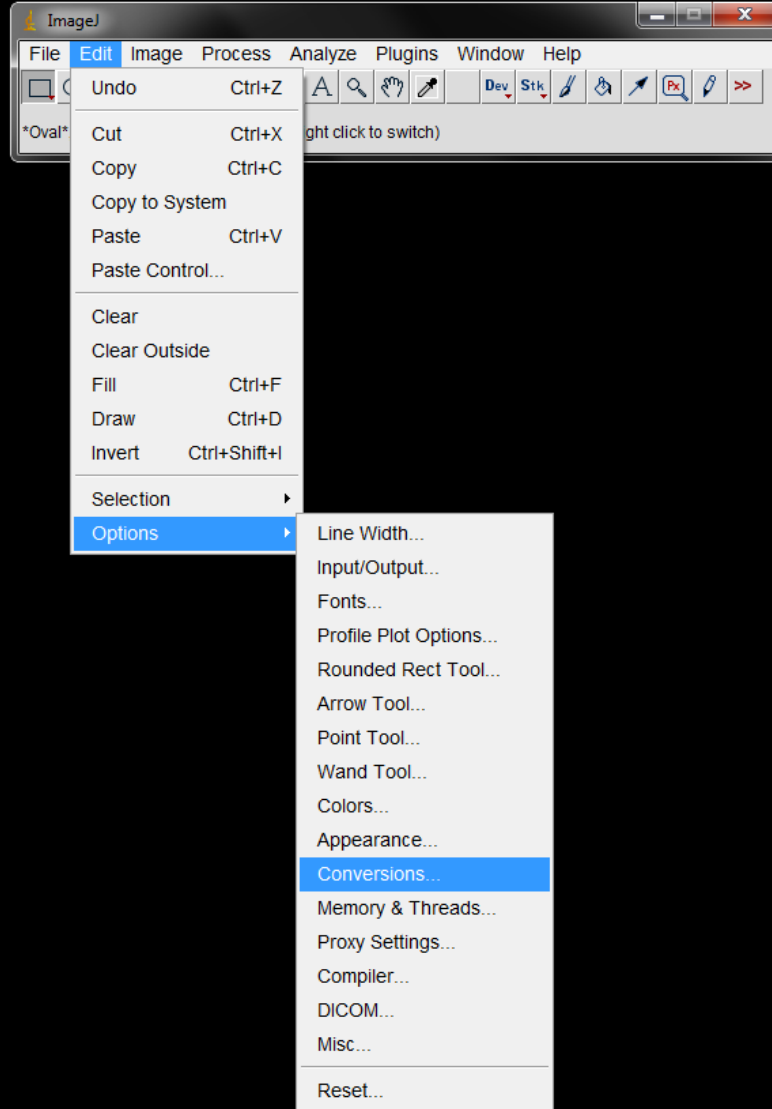 ImageJ
File Edit Image Process Analyze Plugins Window Help
A Dev Stk Px >>
*Oval* ght click to switch)
Undo Ctrl+Z
Cut Ctrl+X
Copy Ctrl+C
Copy to System
Paste Ctrl+V
Paste Control...
Clear
Clear Outside
Fill Ctrl+F
Draw Ctrl+D
Invert Ctrl+Shift+I
Selection
Options
Line Width...
Input/Output...
Fonts...
Profile Plot Options...
Rounded Rect Tool...
Arrow Tool...
Point Tool...
Wand Tool...
Colors...
Appearance...
Conversions...
Memory & Threads...
Proxy Settings...
Compiler...
DICOM...
Misc...
Reset...